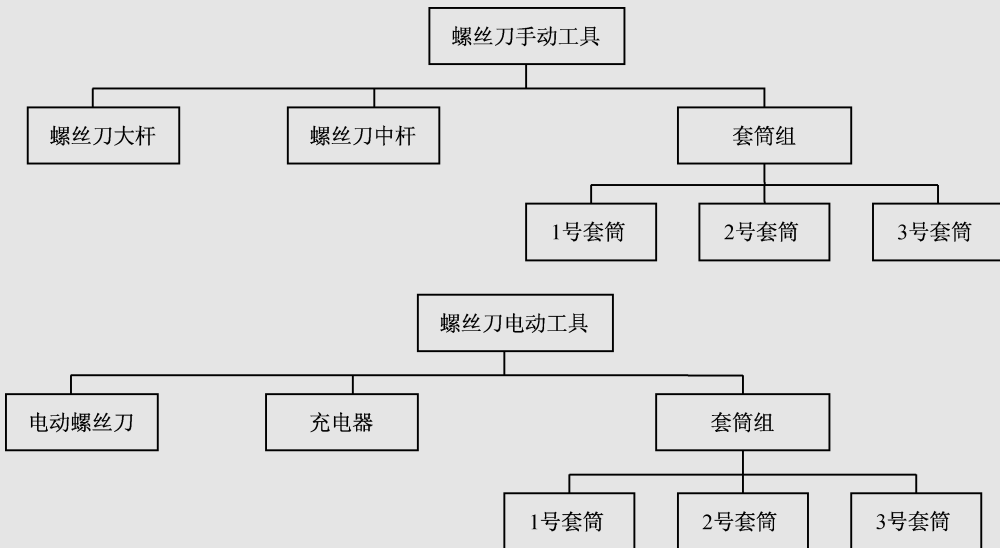 螺丝刀手动工具
螺丝刀大杆
螺丝刀中杆
套筒组
1号套筒
2号套筒
3号套筒
螺丝刀电动工具
电动螺丝刀
充电器
套筒组
1号套筒
2号套筒
3号套筒